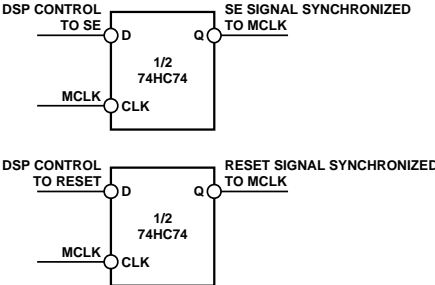 DSP CONTROL
TO SE
SE SIGNAL SYNCHRONIZED
TO MCLK
D
Q
1/2
74HC74
MCLK
CLK
DSP CONTROL
TO RESET
RESET SIGNAL SYNCHRONIZED
TO MCLK
D
Q
1/2
74HC74
MCLK
CLK